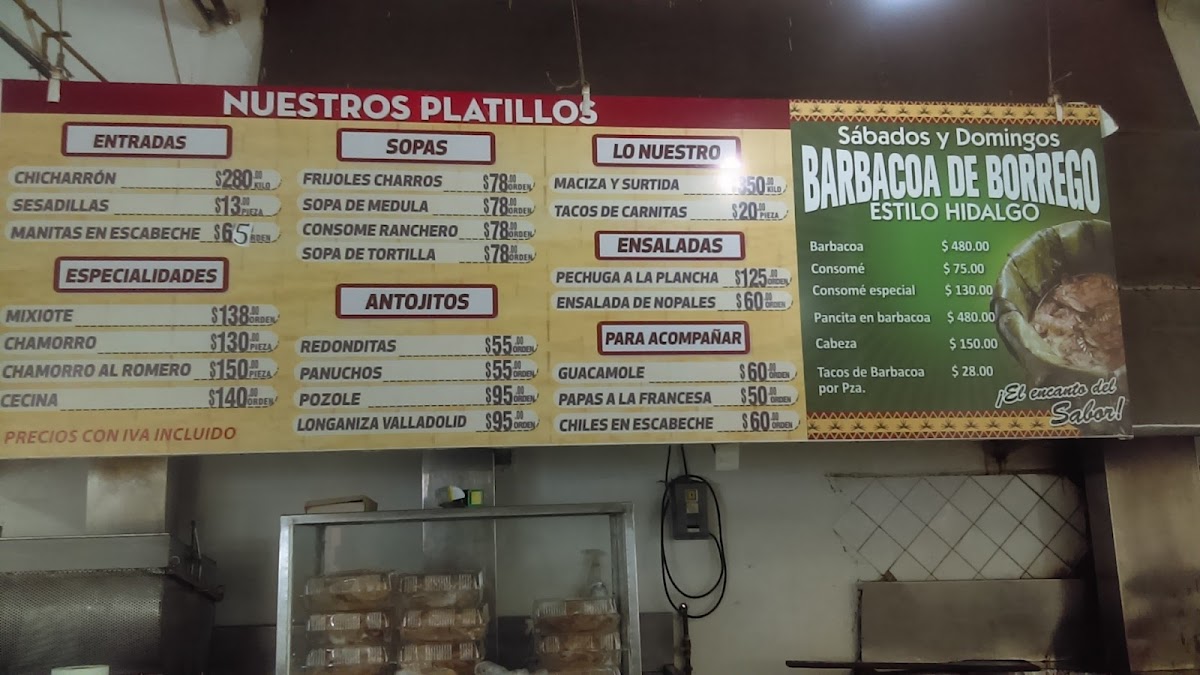 NUESTROS PLATILLOS
ENTRADAS
CHICHARRÓN $280.00 KILO
SESADILLAS $13.00 PIEZA
MANITAS EN ESCABECHE $65 ORDEN
ESPECIALIDADES
MIXIOTE $138.00 ORDEN
CHAMORRO $130.00 PIEZA
CHAMORRO AL ROMERO $150.00 PIEZA
CECINA $140.00 ORDEN
PRECIOS CON IVA INCLUIDO
SOPAS
FRIJOLES CHARROS $78.00 ORDEN
SOPA DE MEDULA $78.00 ORDEN
CONSOME RANCHERO $78.00 ORDEN
SOPA DE TORTILLA $78.00 ORDEN
ANTOJITOS
REDONDITAS $55.00 ORDEN
PANUCHOS $55.00 ORDEN
POZOLE $95.00 ORDEN
LONGANIZA VALLADOLID $95.00 ORDEN
LO NUESTRO
MACIZA Y SURTIDA 350.00 KILO
TACOS DE CARNITAS $20.00 PIEZA
ENSALADAS
PECHUGA A LA PLANCHA $125.00 ORDEN
ENSALADA DE NOPALES $60.00 ORDEN
PARA ACOMPAÑAR
GUACAMOLE $60.00 ORDEN
PAPAS A LA FRANCESA $50.00 ORDEN
CHILES EN ESCABECHE $60.00 ORDEN
Sábados y Domingos
BARBACOA DE BORREGO
ESTILO HIDALGO
Barbacoa $ 480.00
Consomé $ 75.00
Consomé especial $ 130.00
Pancita en barbacoa $ 480.00
Cabeza $ 150.00
Tacos de Barbacoa $ 28.00
por Pza.
¡El encanto del
Sabor!